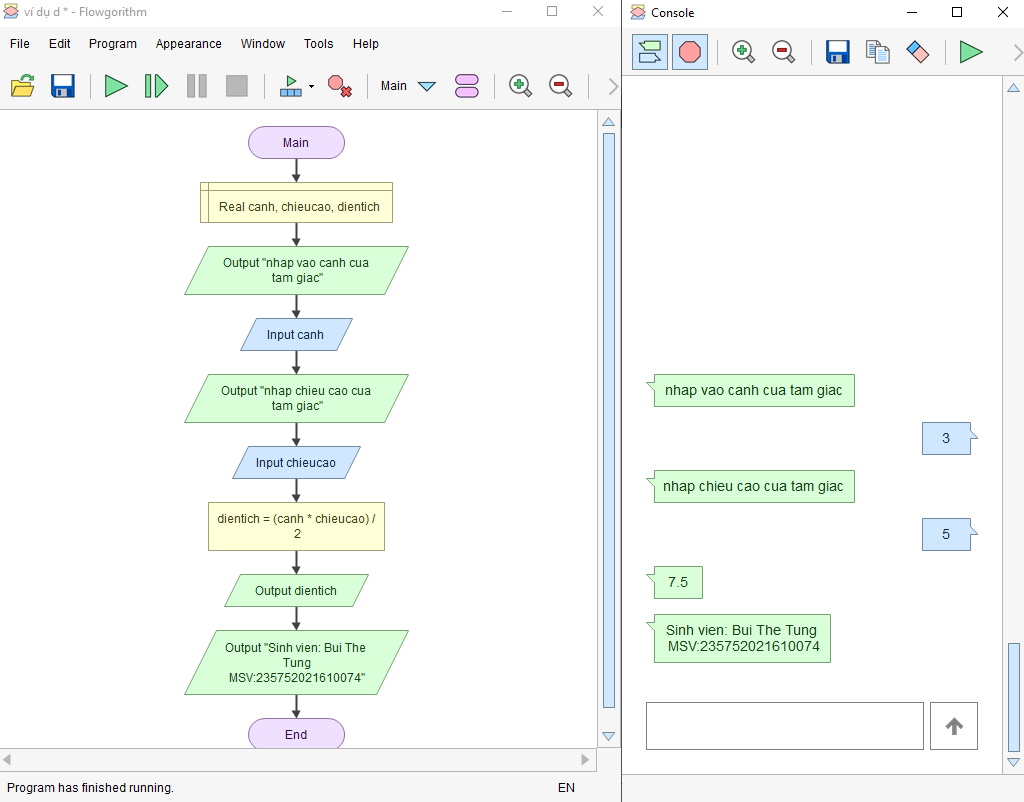 ví dụ d * - Flowgorithm
File Edit Program Appearance Window Tools Help
Main
Main
Real canh, chieucao, dientich
Output "nhap vao canh cua
tam giac"
Input canh
Output "nhap chieu cao cua
tam giac"
Input chieucao
dientich = (canh * chieucao) /
2
Output dientich
Output "Sinh vien: Bui The
Tung
MSV:235752021610074"
End
Program has finished running.
EN
Console
nhap vao canh cua tam giac
3
nhap chieu cao cua tam giac
5
7.5
Sinh vien: Bui The Tung
MSV:235752021610074